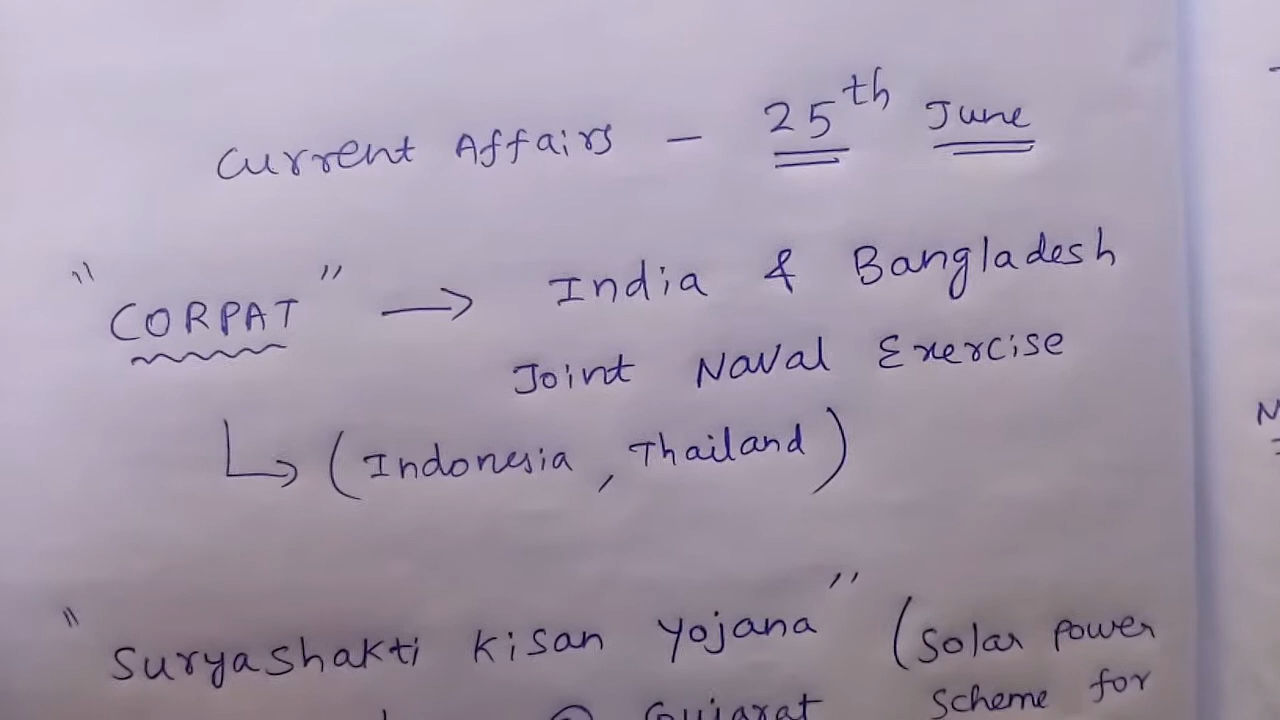 Current Affairs - 25th June
"CORPAT" → India & Bangladesh
Joint Naval Exercise
↳ (Indonesia, Thailand)
"Suryashakti Kisan Yojana" (Solar power
Gujarat scheme for